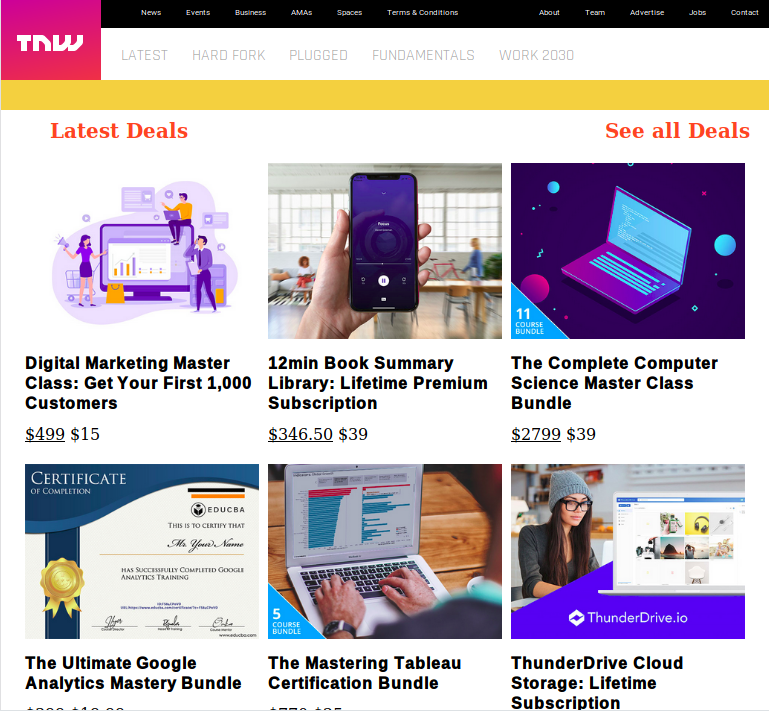 TNW
News Events Business AMAs Spaces Terms & Conditions About Team Advertise Jobs Contact
LATEST HARD FORK PLUGGED FUNDAMENTALS WORK 2030
Latest Deals
See all Deals
11
COURSE
BUNDLE
Digital Marketing Master
Class: Get Your First 1,000
Customers
$499 $15
12min Book Summary
Library: Lifetime Premium
Subscription
$346.50 $39
The Complete Computer
Science Master Class
Bundle
$2799 $39
CERTIFICATE
OF COMPLETION
EDUCBA
THIS IS TO CERTIFY THAT
Mr. Your Name
HAS SUCCESSFULLY COMPLETED GOOGLE
ANALYTICS TRAINING
www.educba.com
5
COURSE
BUNDLE
ThunderDrive.io
The Ultimate Google
Analytics Mastery Bundle
The Mastering Tableau
Certification Bundle
ThunderDrive Cloud
Storage: Lifetime
Subscription